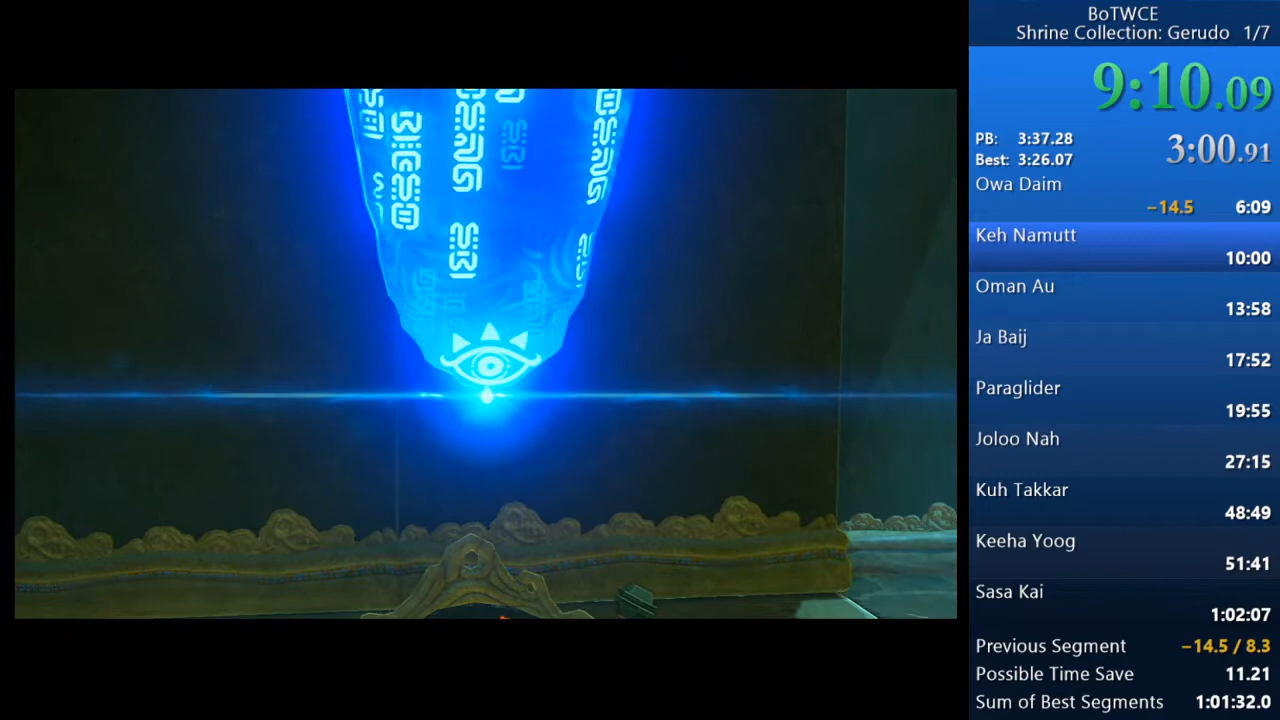 BoTWCE
Shrine Collection: Gerudo 1/7
9:10.09
PB: 3:37.28
Best: 3:26.07
3:00.91
Owa Daim
−14.5 6:09
Keh Namutt
10:00
Oman Au
13:58
Ja Baij
17:52
Paraglider
19:55
Joloo Nah
27:15
Kuh Takkar
48:49
Keeha Yoog
51:41
Sasa Kai
1:02:07
Previous Segment −14.5 / 8.3
Possible Time Save 11.21
Sum of Best Segments 1:01:32.0